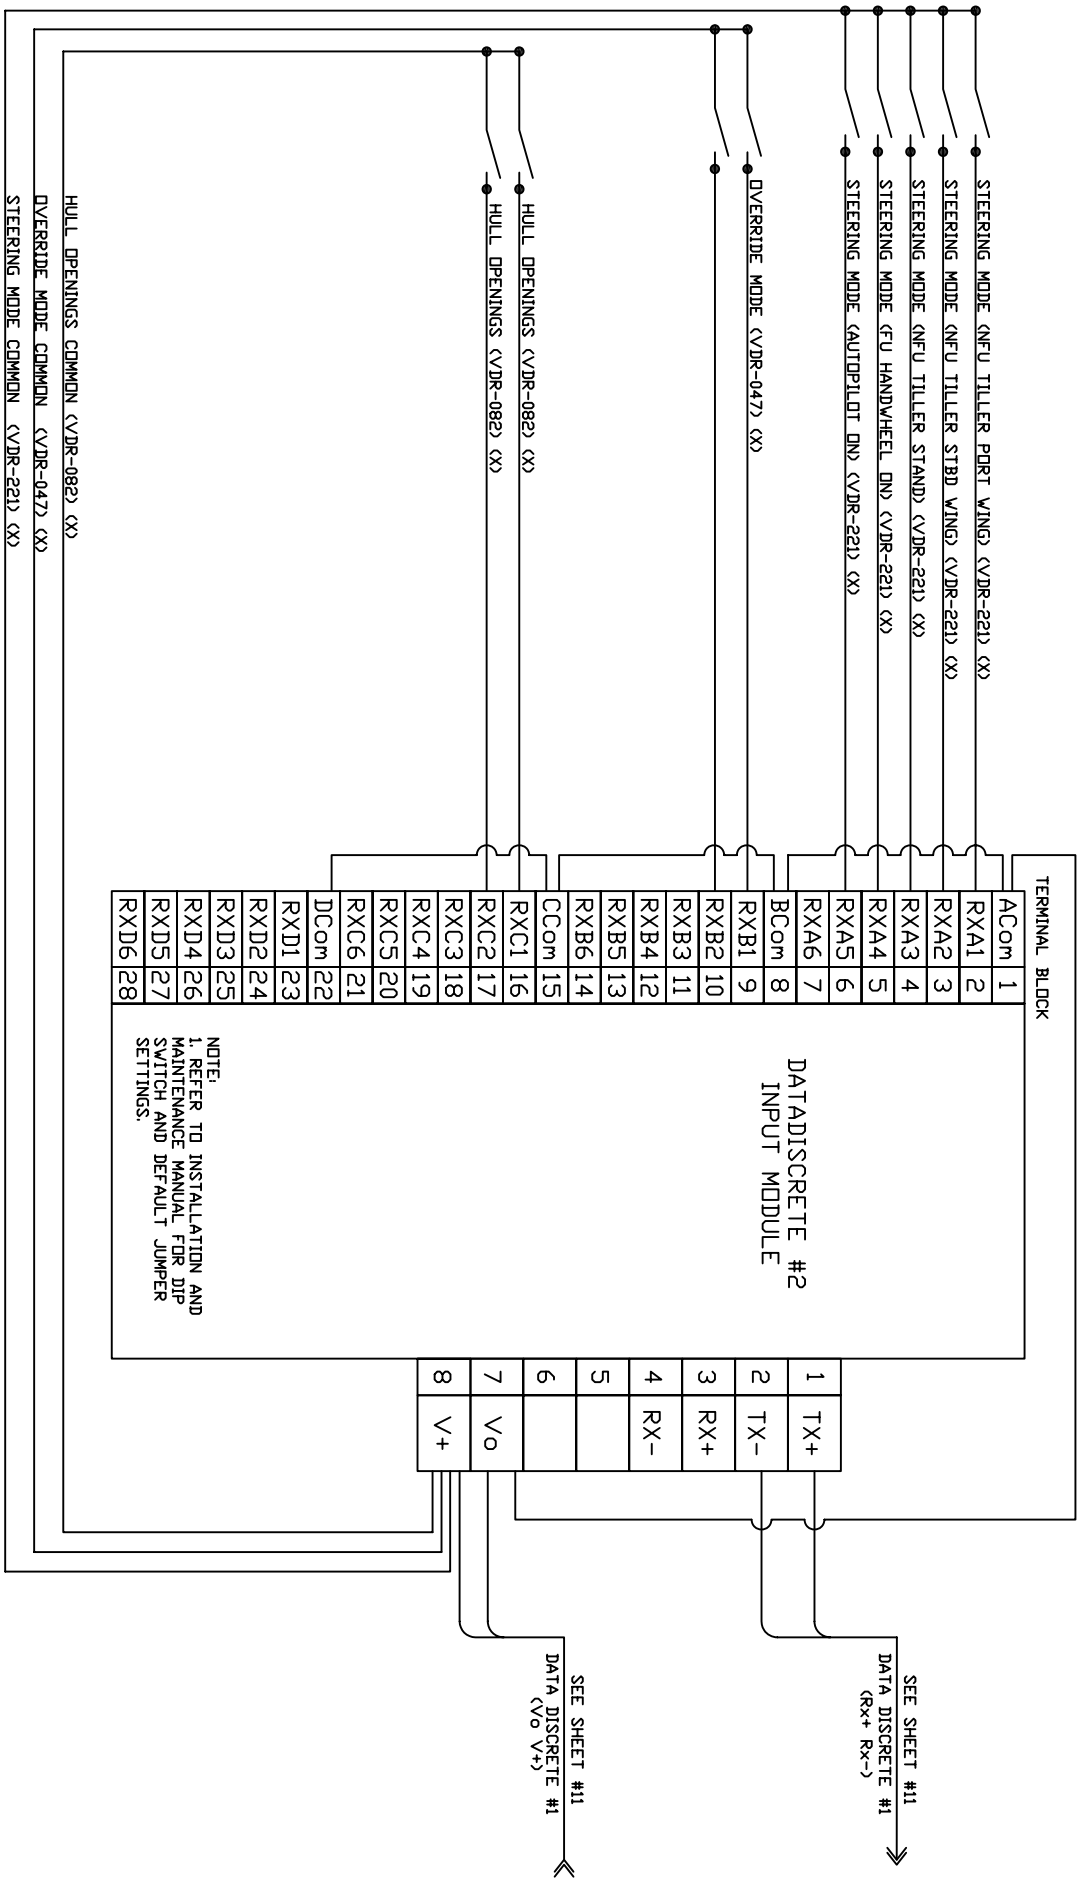 STEERING MODE (NFU TILLER PORT WING) (VDR-221) (X)
STEERING MODE (NFU TILLER STBD WING) (VDR-221) (X)
STEERING MODE (NFU TILLER STAND) (VDR-221) (X)
STEERING MODE (FU HANDWHEEL ON) (VDR-221) (X)
STEERING MODE (AUTOPILOT ON) (VDR-221) (X)
OVERRIDE MODE (VDR-047) (X)
HULL OPENINGS (VDR-082) (X)
HULL OPENINGS (VDR-082) (X)
HULL OPENINGS COMMON (VDR-082) (X)
OVERRIDE MODE COMMON (VDR-047) (X)
STEERING MODE COMMON (VDR-221) (X)
TERMINAL BLOCK
ACom 1
RXA1 2
RXA2 3
RXA3 4
RXA4 5
RXA5 6
RXA6 7
BCom 8
RXB1 9
RXB2 10
RXB3 11
RXB4 12
RXB5 13
RXB6 14
CCom 15
RXC1 16
RXC2 17
RXC3 18
RXC4 19
RXC5 20
RXC6 21
DCom 22
RXD1 23
RXD2 24
RXD3 25
RXD4 26
RXD5 27
RXD6 28
DATADISCRETE #2
INPUT MODULE
NOTE:
1. REFER TO INSTALLATION AND
MAINTENANCE MANUAL FOR DIP
SWITCH AND DEFAULT JUMPER
SETTINGS.
1 TX+
2 TX-
3 RX+
4 RX-
5
6
7 Vo
8 V+
SEE SHEET #11
DATA DISCRETE #1
(Rx+ Rx-)
SEE SHEET #11
DATA DISCRETE #1
(Vo V+)